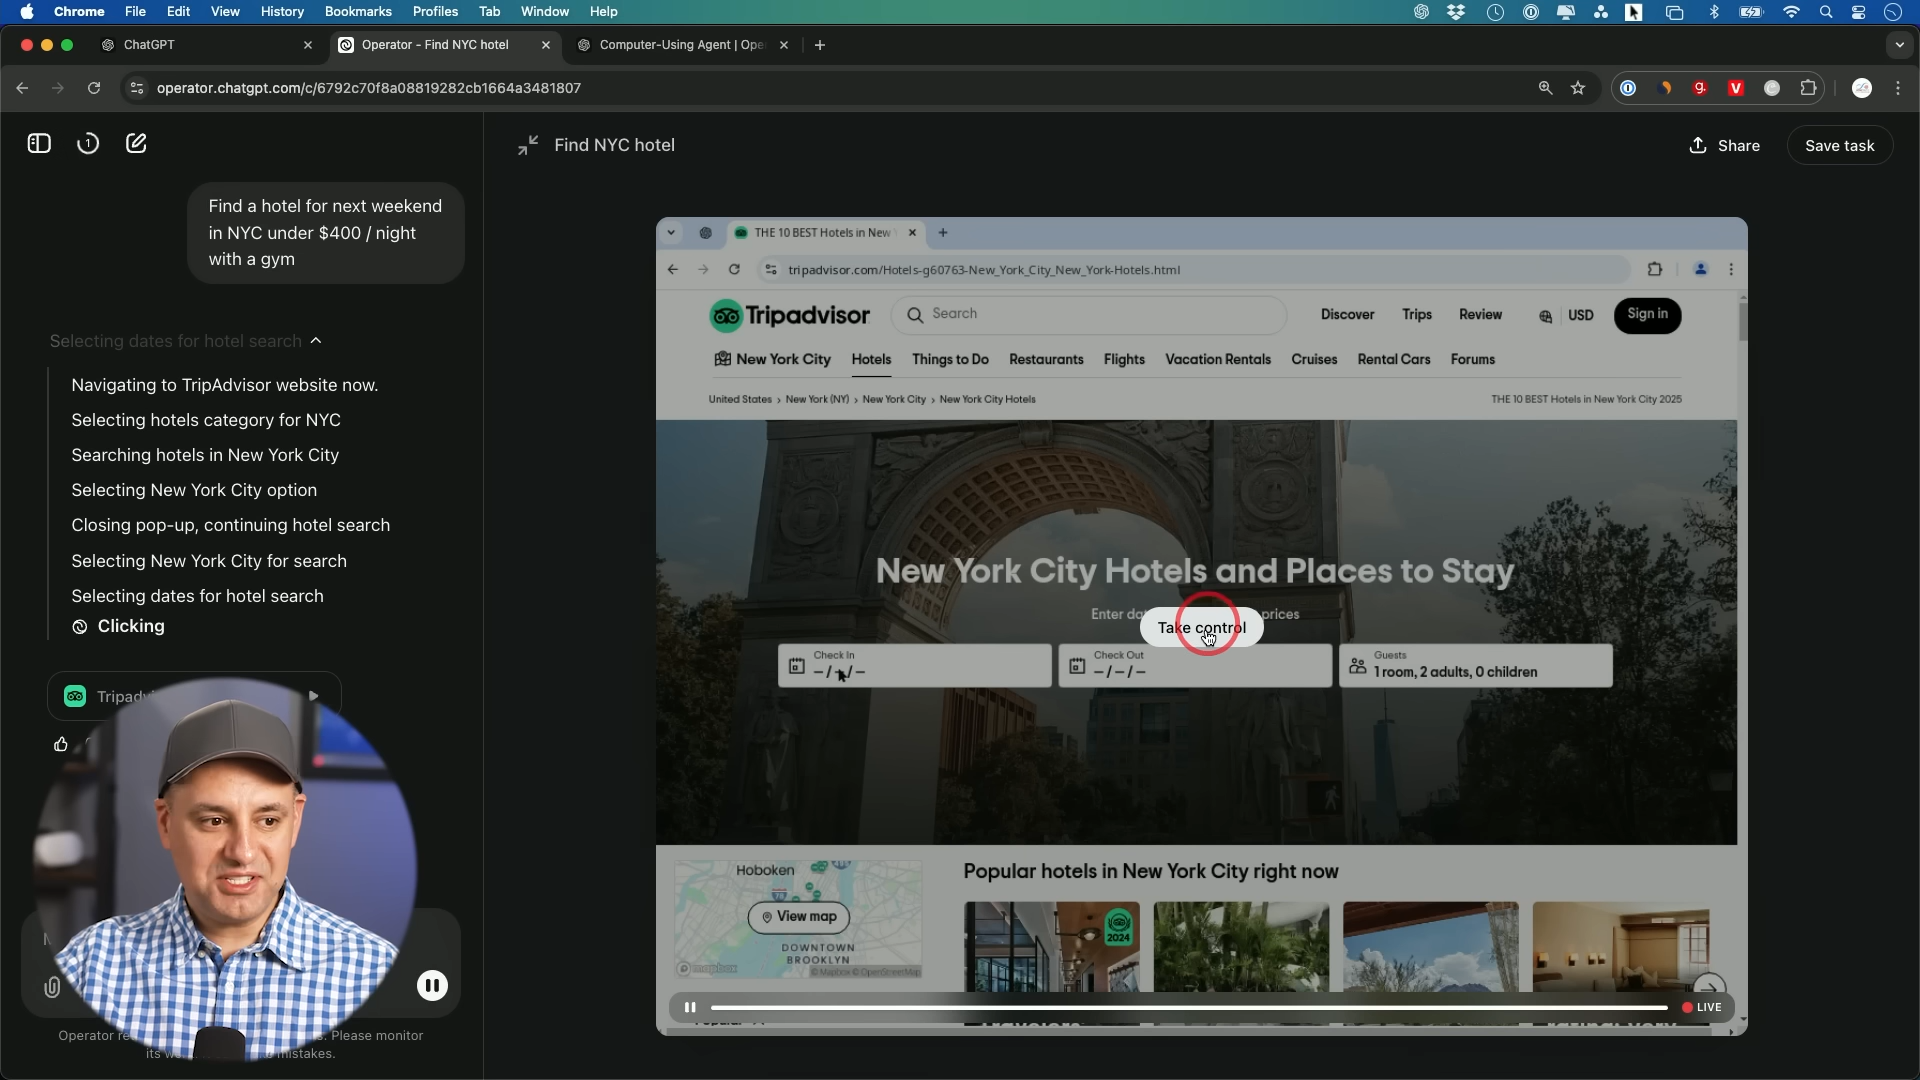 Chrome File Edit View History Bookmarks Profiles Tab Window Help
ChatGPT
Operator - Find NYC hotel
Computer-Using Agent | Ope
operator.chatgpt.com/c/6792c70f8a08819282cb1664a3481807
1
Find NYC hotel
Share
Save task
Find a hotel for next weekend
in NYC under $400 / night
with a gym
Selecting dates for hotel search
Navigating to TripAdvisor website now.
Selecting hotels category for NYC
Searching hotels in New York City
Selecting New York City option
Closing pop-up, continuing hotel search
Selecting New York City for search
Selecting dates for hotel search
Clicking
Operator Please monitor
its mistakes.
THE 10 BEST Hotels in New
tripadvisor.com/Hotels-g60763-New_York_City_New_York-Hotels.html
Tripadvisor
Search
Discover Trips Review USD Sign in
New York City Hotels Things to Do Restaurants Flights Vacation Rentals Cruises Rental Cars Forums
United States › New York (NY) › New York City › New York City Hotels
THE 10 BEST Hotels in New York City 2025
New York City Hotels and Places to Stay
Enter prices
Take control
Check In
Check Out
– / – / –
Guests
1 room, 2 adults, 0 children
Hoboken
View map
DOWNTOWN
BROOKLYN
mapbox
© Mapbox © OpenStreetMap
Popular hotels in New York City right now
2024
LIVE